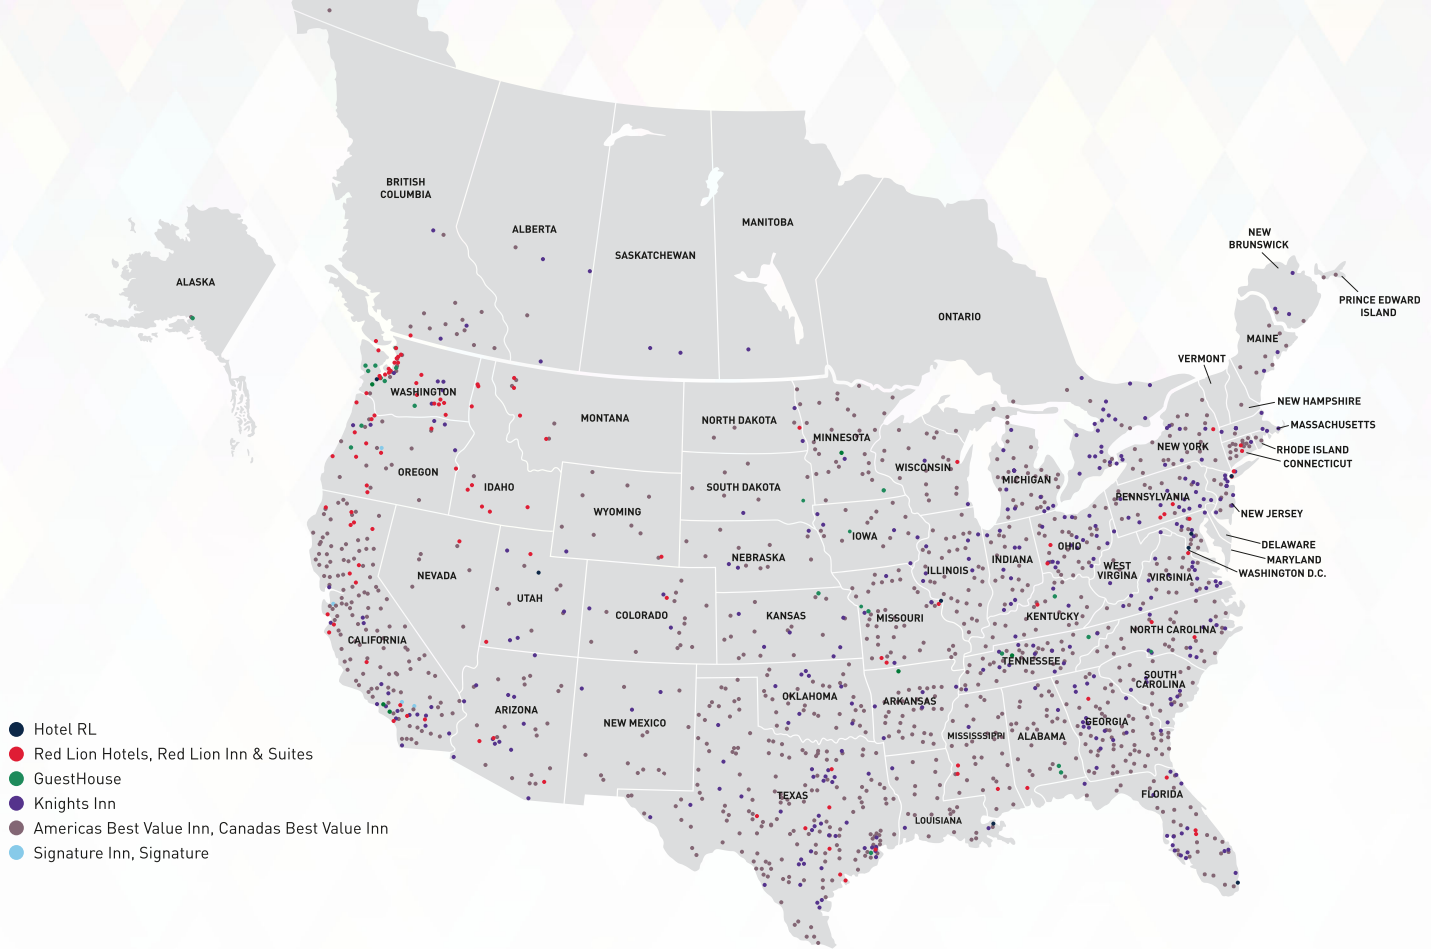 BRITISH
COLUMBIA
ALBERTA
SASKATCHEWAN
MANITOBA
ONTARIO
NEW
BRUNSWICK
PRINCE EDWARD
ISLAND
ALASKA
MAINE
VERMONT
NEW HAMPSHIRE
MASSACHUSETTS
RHODE ISLAND
CONNECTICUT
NEW YORK
WASHINGTON
MONTANA
NORTH DAKOTA
MINNESOTA
WISCONSIN
MICHIGAN
OREGON
IDAHO
SOUTH DAKOTA
WYOMING
PENNSYLVANIA
NEW JERSEY
IOWA
OHIO
DELAWARE
MARYLAND
WASHINGTON D.C.
NEBRASKA
ILLINOIS
INDIANA
WEST
VIRGINA
VIRGINIA
NEVADA
UTAH
COLORADO
KANSAS
MISSOURI
KENTUCKY
NORTH CAROLINA
CALIFORNIA
TENNESSEE
SOUTH
CAROLINA
OKLAHOMA
ARKANSAS
ARIZONA
NEW MEXICO
MISSISSSIPPI
ALABAMA
GEORGIA
TEXAS
LOUISIANA
FLORIDA
Hotel RL
Red Lion Hotels, Red Lion Inn & Suites
GuestHouse
Knights Inn
Americas Best Value Inn, Canadas Best Value Inn
Signature Inn, Signature